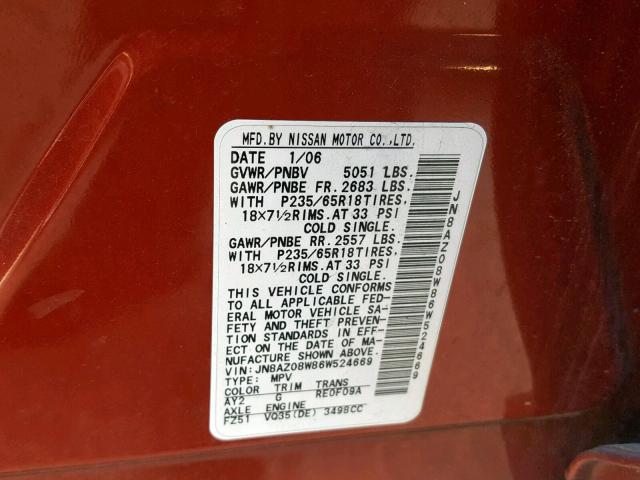 MFD.BY NISSAN MOTOR CO.,LTD.
DATE 1/06
GVWR/PNBV 5051 LBS.
GAWR/PNBE FR. 2683 LBS.
WITH P235/65R18TIRES,
18X7½RIMS.AT 33 PSI
COLD SINGLE.
GAWR/PNBE RR. 2557 LBS.
WITH P235/65R18TIRES,
18X7½RIMS.AT 33 PSI
COLD SINGLE.
THIS VEHICLE CONFORMS
TO ALL APPLICABLE FED-
ERAL MOTOR VEHICLE SA-
FETY AND THEFT PREVEN-
TION STANDARDS IN EFF-
ECT ON THE DATE OF MA-
NUFACTURE SHOWN ABOVE.
VIN: JN8AZ08W86W524669
TYPE: MPV
COLOR TRIM TRANS
AY2 G RE0F09A
AXLE ENGINE
FZ51 VQ35(DE) 3498CC
JN8AZ08W86W524669